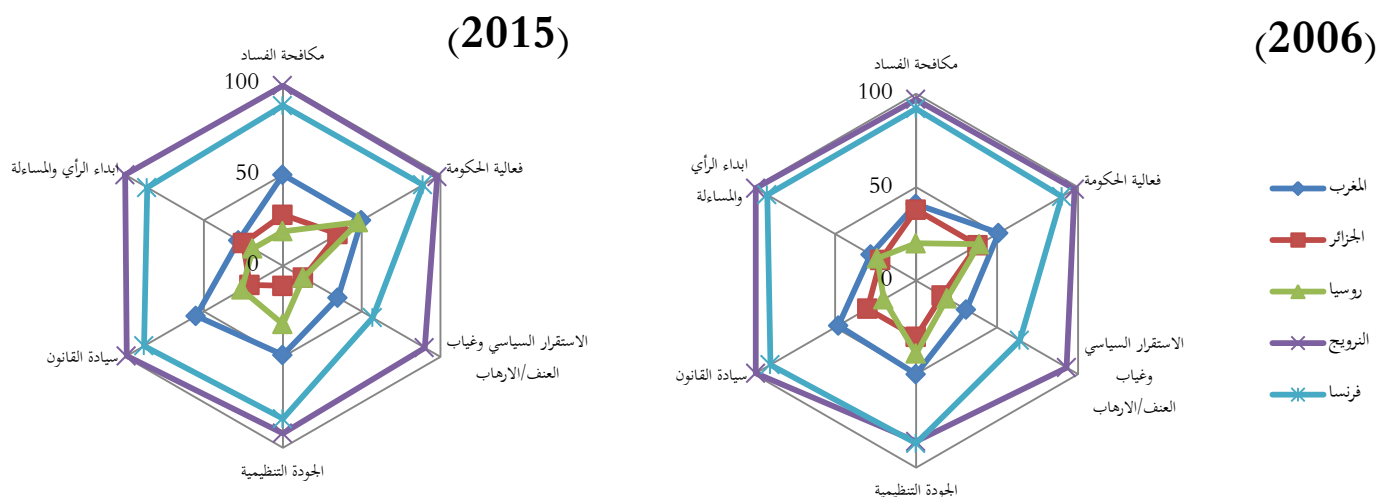 (2015)
مكافحة الفساد
100
50
0
فعالية الحكومة
الاستقرار السياسي وغياب
العنف/الارهاب
الجودة التنظيمية
سيادة القانون
ابداء الرأي والمساءلة
(2006)
مكافحة الفساد
100
50
0
فعالية الحكومة
الاستقرار السياسي
وغياب
العنف/الارهاب
الجودة التنظيمية
سيادة القانون
ابداء الرأي
والمساءلة
المغرب
الجزائر
روسيا
النرويج
فرنسا